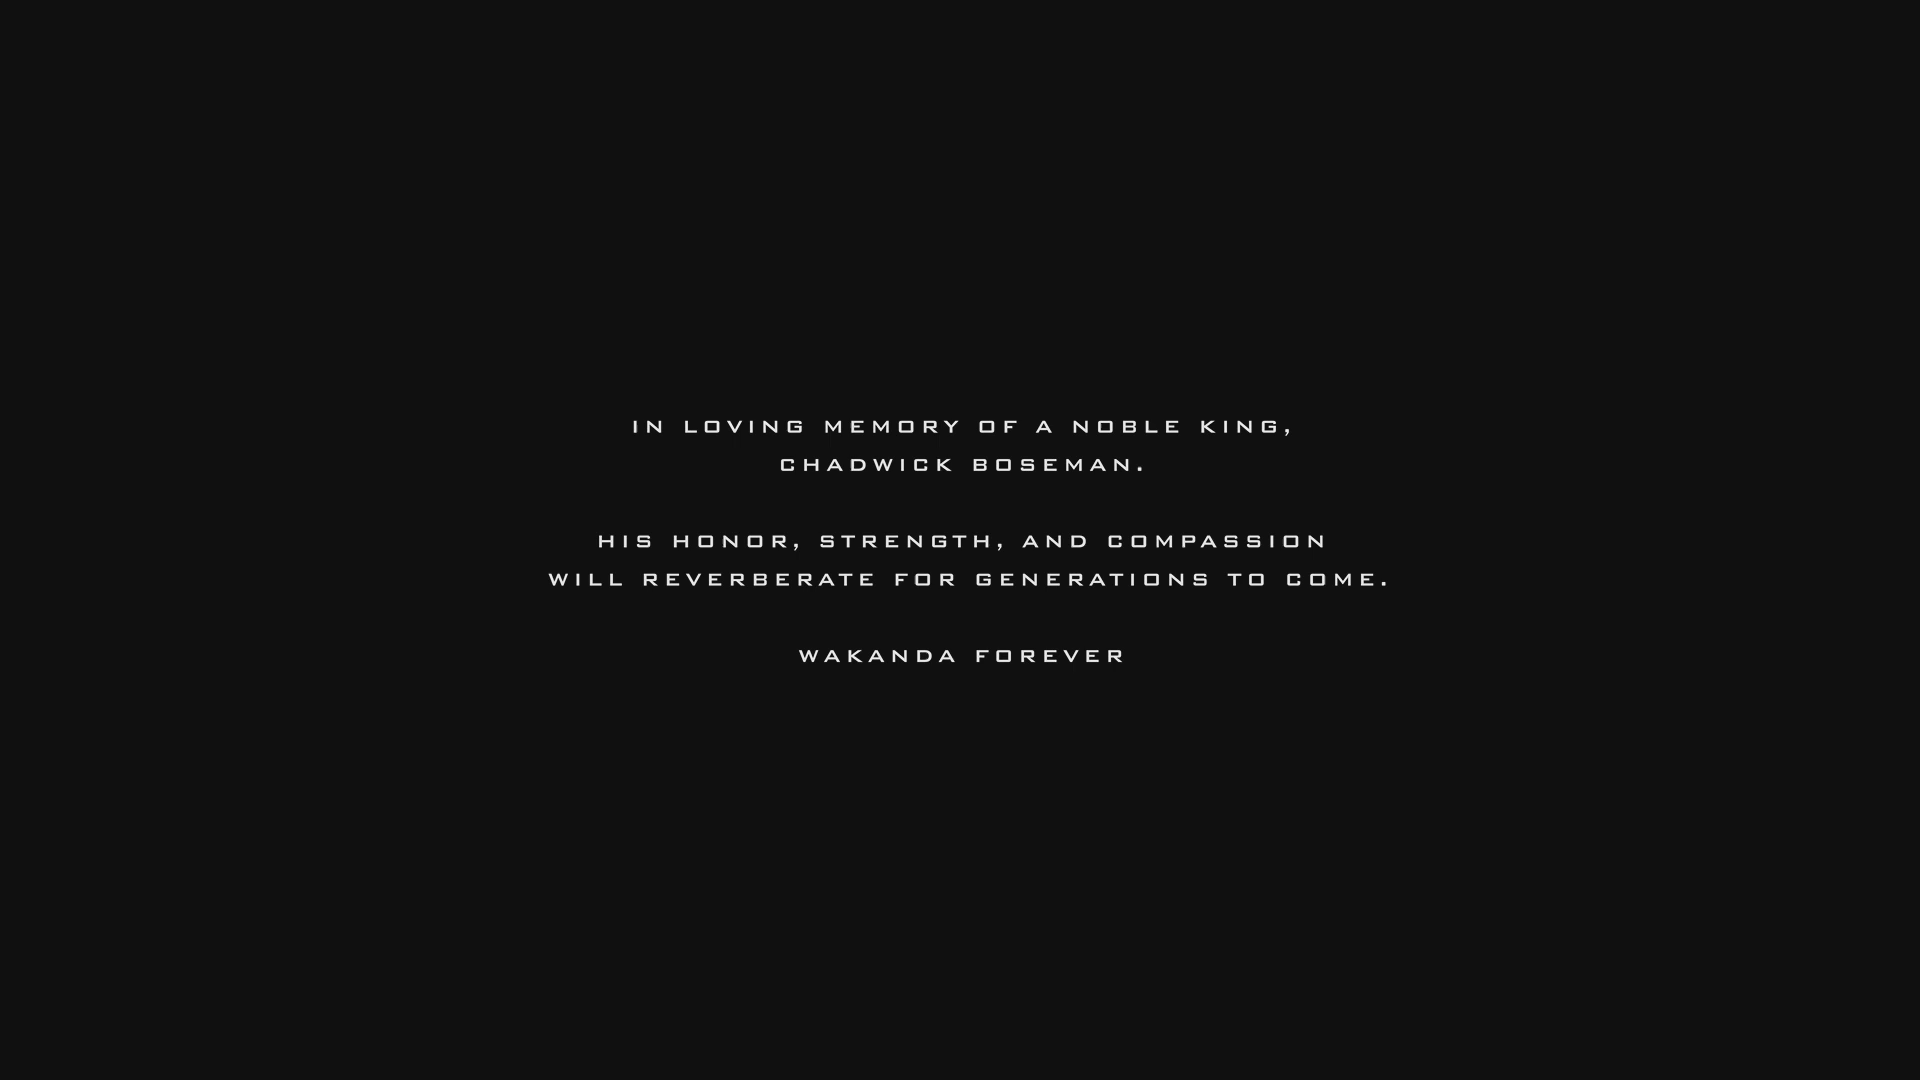 IN LOVING MEMORY OF A NOBLE KING,
CHADWICK BOSEMAN.
HIS HONOR, STRENGTH, AND COMPASSION
WILL REVERBERATE FOR GENERATIONS TO COME.
WAKANDA FOREVER